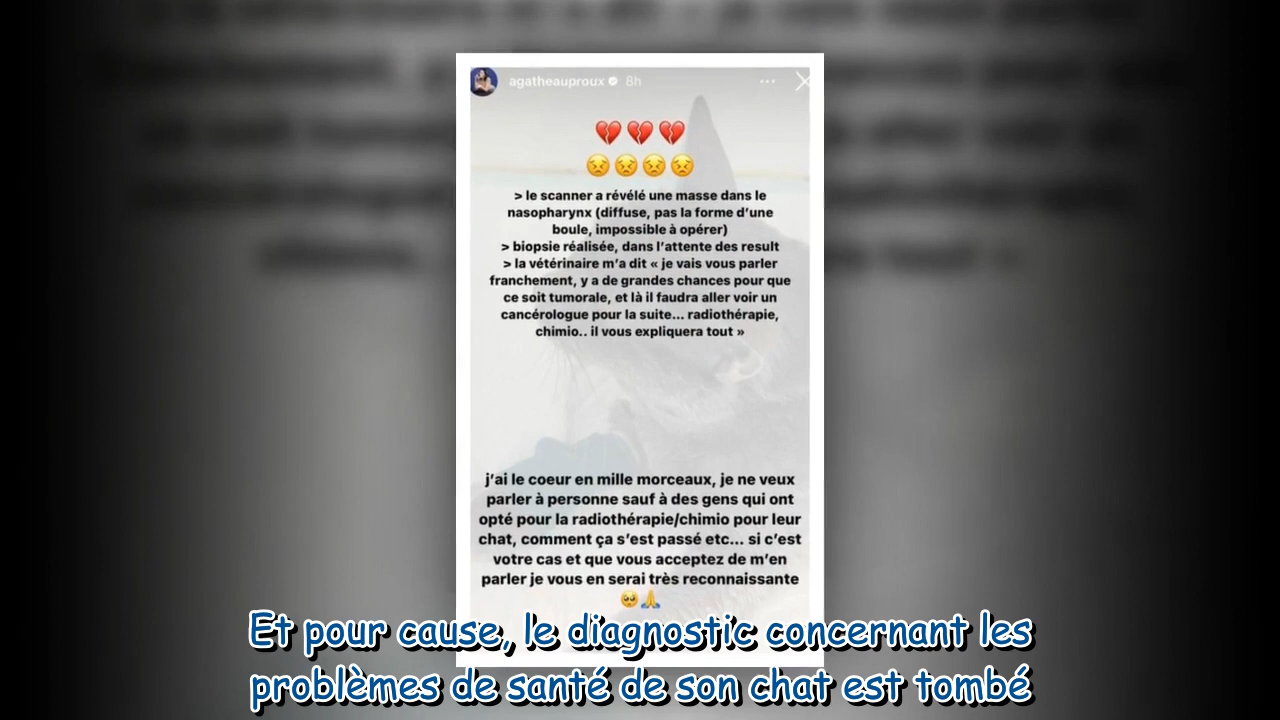 agatheauproux 8h
💔💔💔
😣😣😣😣
> le scanner a révélé une masse dans le
nasopharynx (diffuse, pas la forme d'une
boule, impossible à opérer)
> biopsie réalisée, dans l'attente des result
> la vétérinaire m'a dit « je vais vous parler
franchement, y a de grandes chances pour que
ce soit tumorale, et là il faudra aller voir un
cancérologue pour la suite... radiothérapie,
chimio.. il vous expliquera tout »
j'ai le coeur en mille morceaux, je ne veux
parler à personne sauf à des gens qui ont
opté pour la radiothérapie/chimio pour leur
chat, comment ça s'est passé etc... si c'est
votre cas et que vous acceptez de m'en
parler je vous en serai très reconnaissante
🥺🙏
Et pour cause, le diagnostic concernant les
problèmes de santé de son chat est tombé